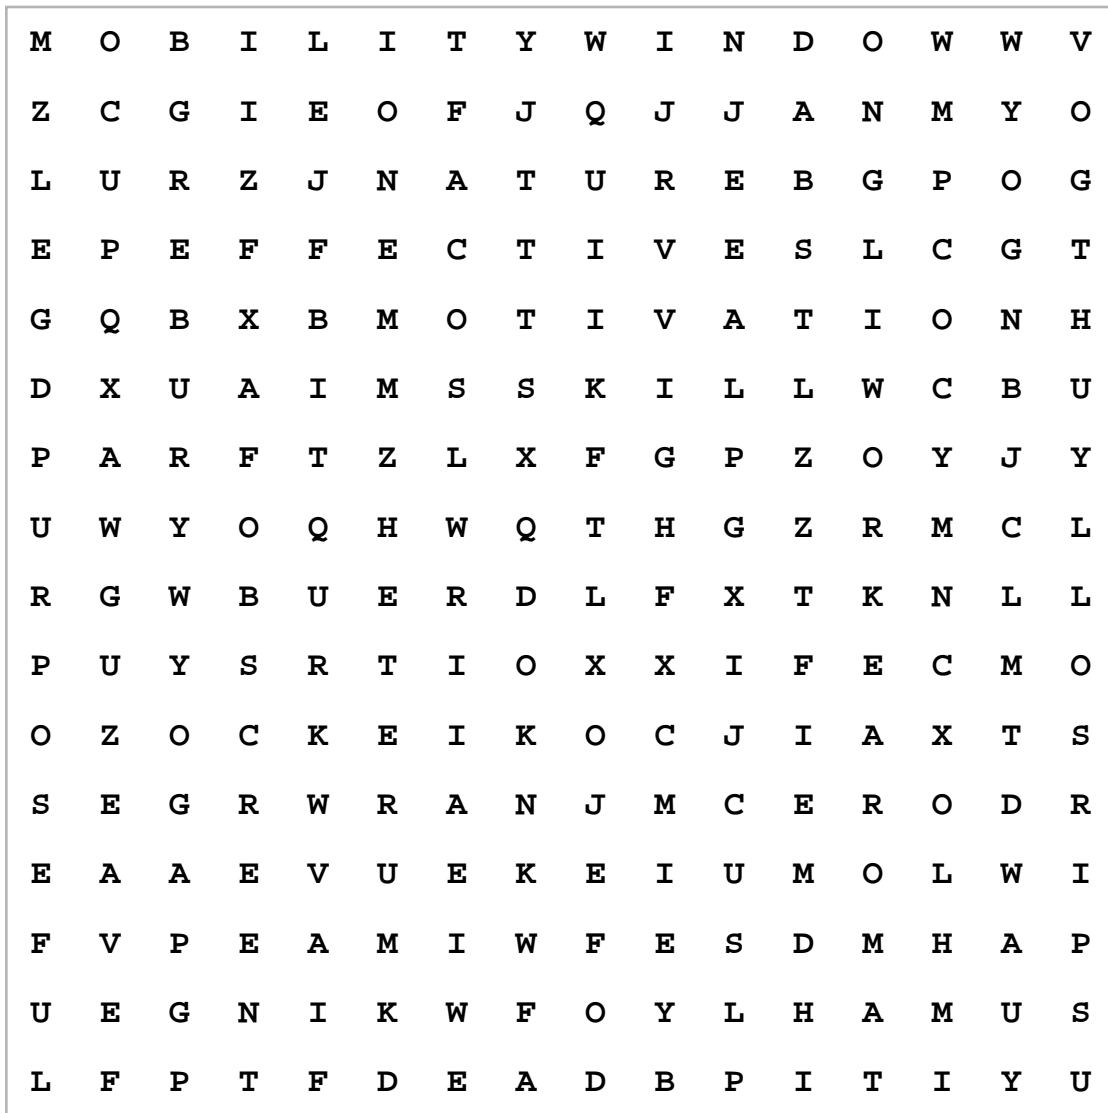 M O B I L I T Y W I N D O W W V
Z C G I E O F J Q J J A N M Y O
L U R Z J N A T U R E B G P O G
E P E F F E C T I V E S L C G T
G Q B X B M O T I V A T I O N H
D X U A I M S S K I L L W C B U
P A R F T Z L X F G P Z O Y J Y
U W Y O Q H W Q T H G Z R M C L
R G W B U E R D L F X T K N L L
P U Y S R T I O X X I F E C M O
O Z O C K E I K O C J I A X T S
S E G R W R A N J M C E R O D R
E A A E V U E K E I U M O L W I
F V P E A M I W F E S D M H A P
U E G N I K W F O Y L H A M U S
L F P T F D E A D B P I T I Y U